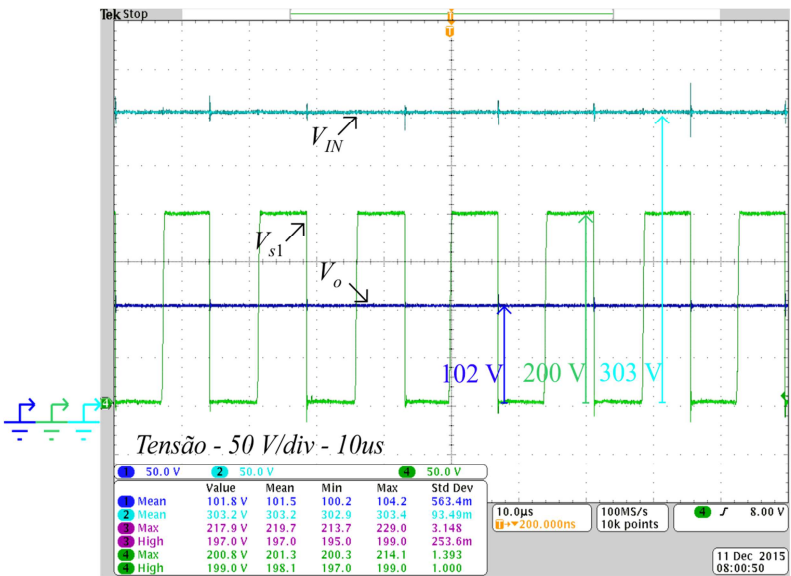 Tek Stop
T
T
V_IN
V_s1
V_o
102 V 200 V 303 V
4
Tensão - 50 V/div - 10us
1 50.0 V 2 50.0 V 4 50.0 V
Value Mean Min Max Std Dev
1 Mean 101.8 V 101.5 100.2 104.2 563.4m
2 Mean 303.2 V 303.2 302.9 303.4 93.49m
3 Max 217.9 V 219.7 213.7 229.0 3.148
3 High 197.0 V 197.0 195.0 199.0 253.6m
4 Max 200.8 V 201.3 200.3 214.1 1.393
4 High 199.0 V 198.1 197.0 199.0 1.000
10.0µs
T→▼200.000ns
100MS/s
10k points
4 ʃ 8.00 V
11 Dec 2015
08:00:50